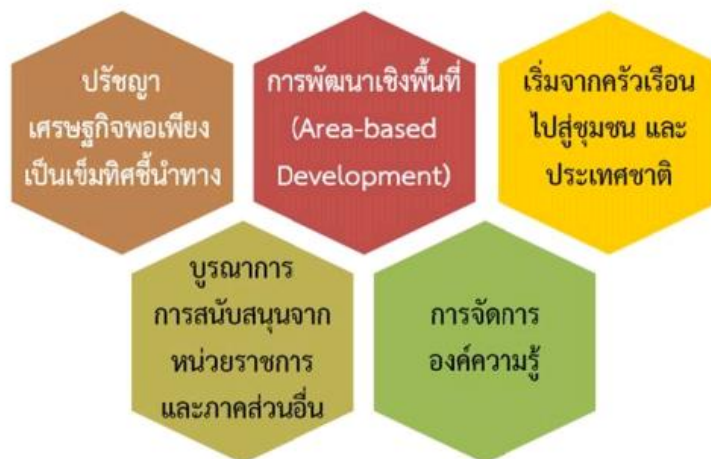 ปรัชญา
เศรษฐกิจพอเพียง
เป็นเข็มทิศชี้นำทาง
การพัฒนาเชิงพื้นที่
(Area-based
Development)
เริ่มจากครัวเรือน
ไปสู่ชุมชน และ
ประเทศชาติ
บูรณาการ
การสนับสนุนจาก
หน่วยราชการ
และภาคส่วนอื่น
การจัดการ
องค์ความรู้